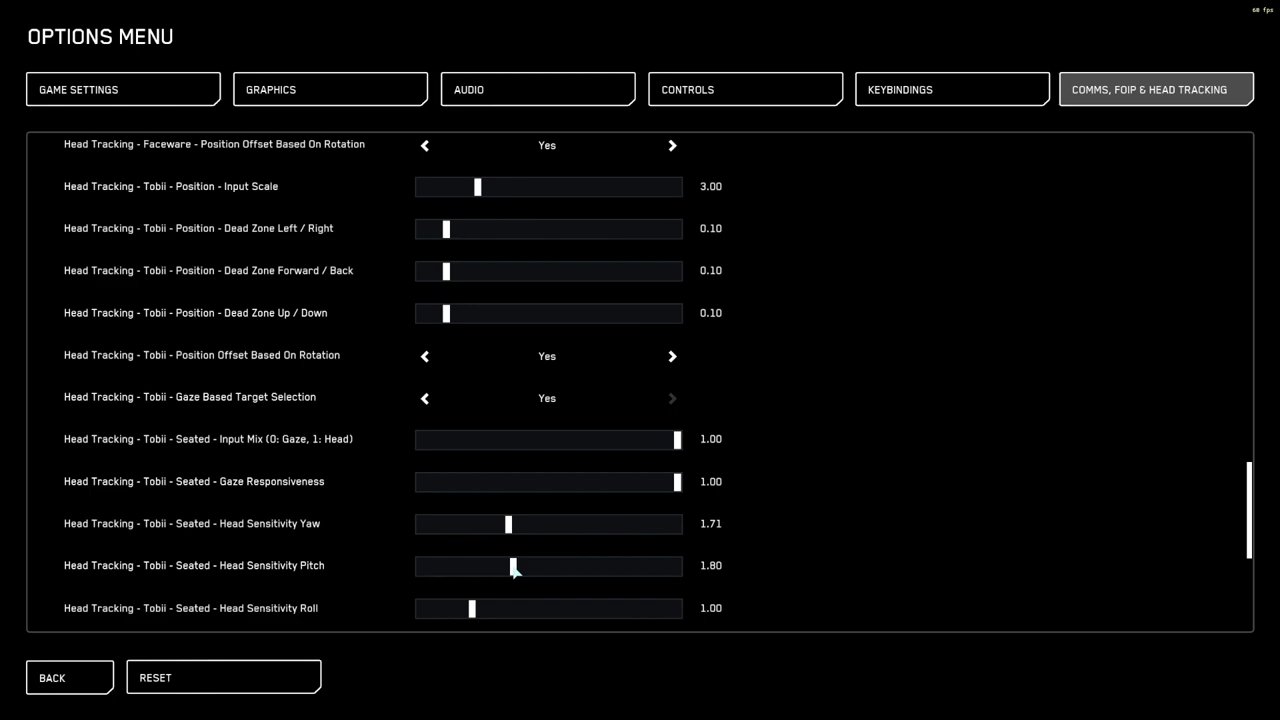 60 fps
OPTIONS MENU
GAME SETTINGS GRAPHICS AUDIO CONTROLS KEYBINDINGS COMMS, FOIP & HEAD TRACKING
Head Tracking - Faceware - Position Offset Based On Rotation Yes
Head Tracking - Tobii - Position - Input Scale 3.00
Head Tracking - Tobii - Position - Dead Zone Left / Right 0.10
Head Tracking - Tobii - Position - Dead Zone Forward / Back 0.10
Head Tracking - Tobii - Position - Dead Zone Up / Down 0.10
Head Tracking - Tobii - Position Offset Based On Rotation Yes
Head Tracking - Tobii - Gaze Based Target Selection Yes
Head Tracking - Tobii - Seated - Input Mix (0: Gaze, 1: Head) 1.00
Head Tracking - Tobii - Seated - Gaze Responsiveness 1.00
Head Tracking - Tobii - Seated - Head Sensitivity Yaw 1.71
Head Tracking - Tobii - Seated - Head Sensitivity Pitch 1.80
Head Tracking - Tobii - Seated - Head Sensitivity Roll 1.00
BACK RESET